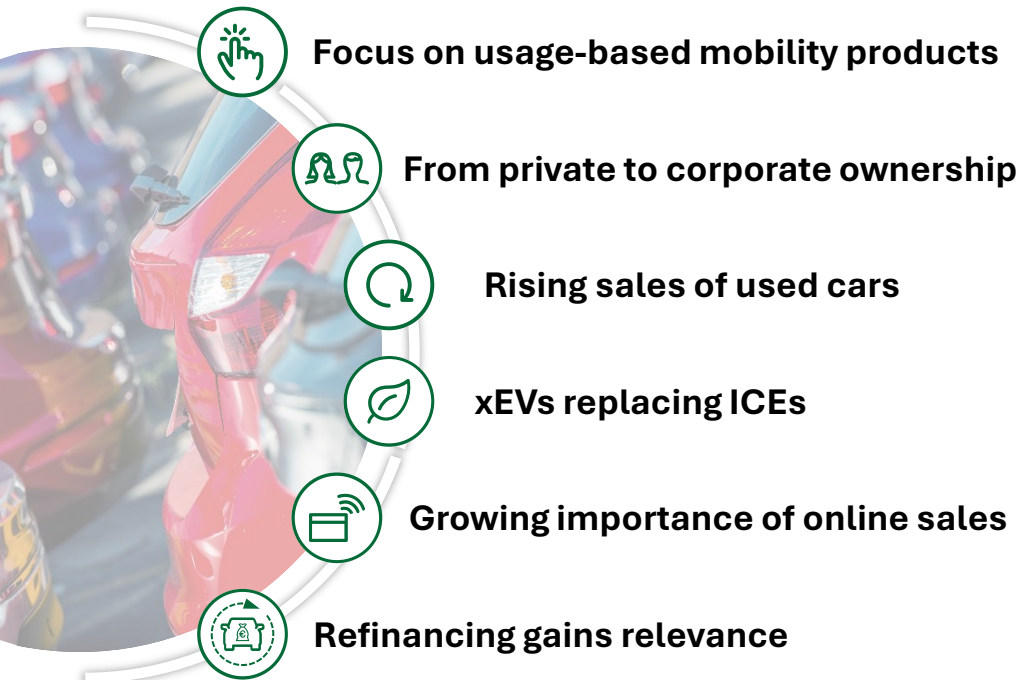 Focus on usage-based mobility products
From private to corporate ownership
Rising sales of used cars
xEVs replacing ICEs
Growing importance of online sales
€
Refinancing gains relevance